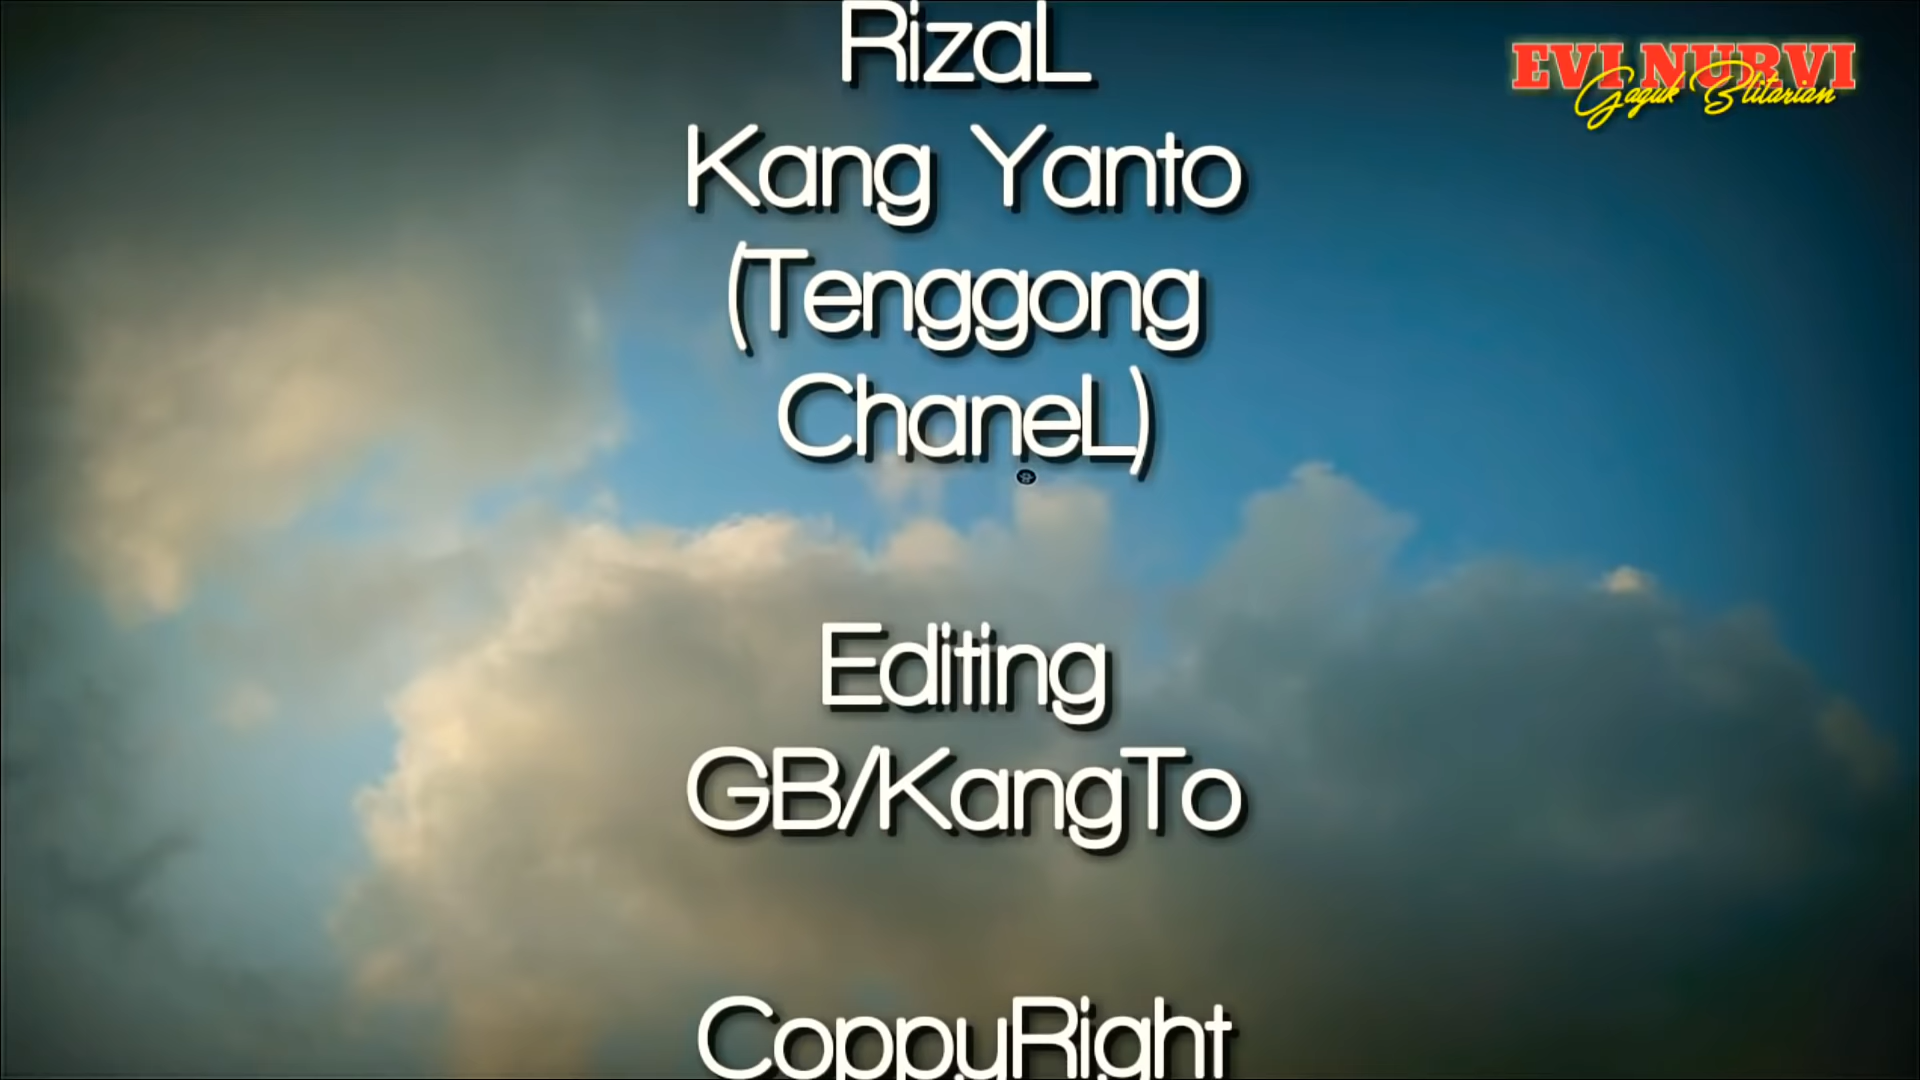 RizaL
EVI NURVI
Gaguk Blitarian
Kang Yanto
(Tenggong
ChaneL)
Editing
GB/KangTo
CoppyRight